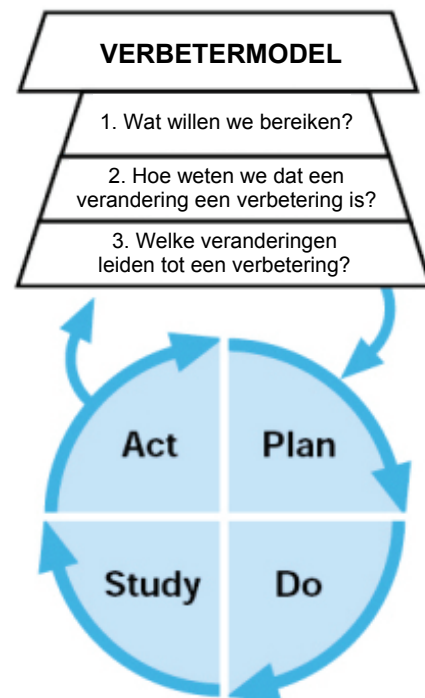 VERBETERMODEL
1. Wat willen we bereiken?
2. Hoe weten we dat een
verandering een verbetering is?
3. Welke veranderingen
leiden tot een verbetering?
Act
Plan
Study
Do